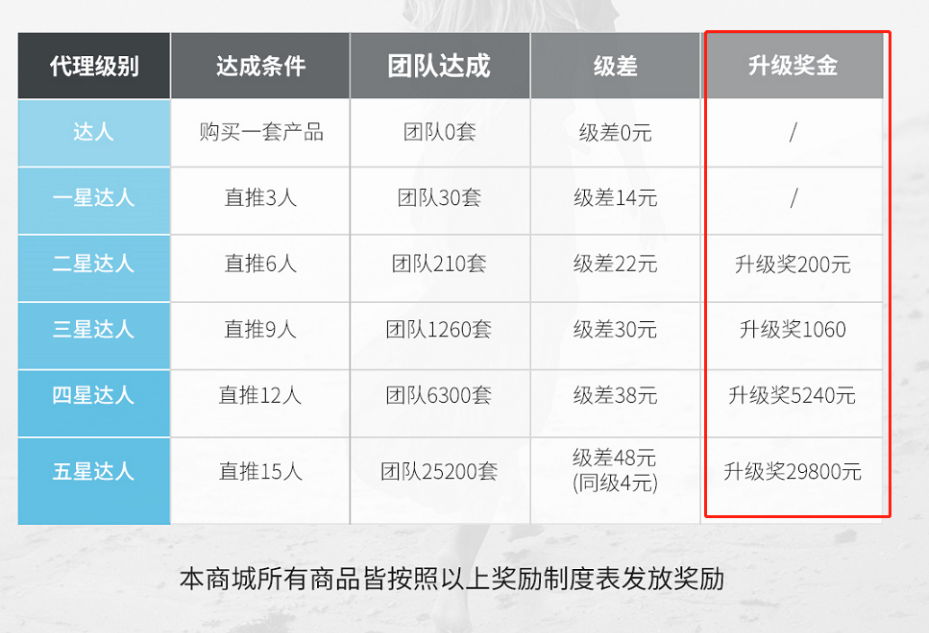 代理级别 达成条件 团队达成 级差 升级奖金
达人 购买一套产品 团队0套 级差0元 /
一星达人 直推3人 团队30套 级差14元 /
二星达人 直推6人 团队210套 级差22元 升级奖200元
三星达人 直推9人 团队1260套 级差30元 升级奖1060
四星达人 直推12人 团队6300套 级差38元 升级奖5240元
五星达人 直推15人 团队25200套 级差48元 升级奖29800元
(同级4元)
本商城所有商品皆按照以上奖励制度表发放奖励